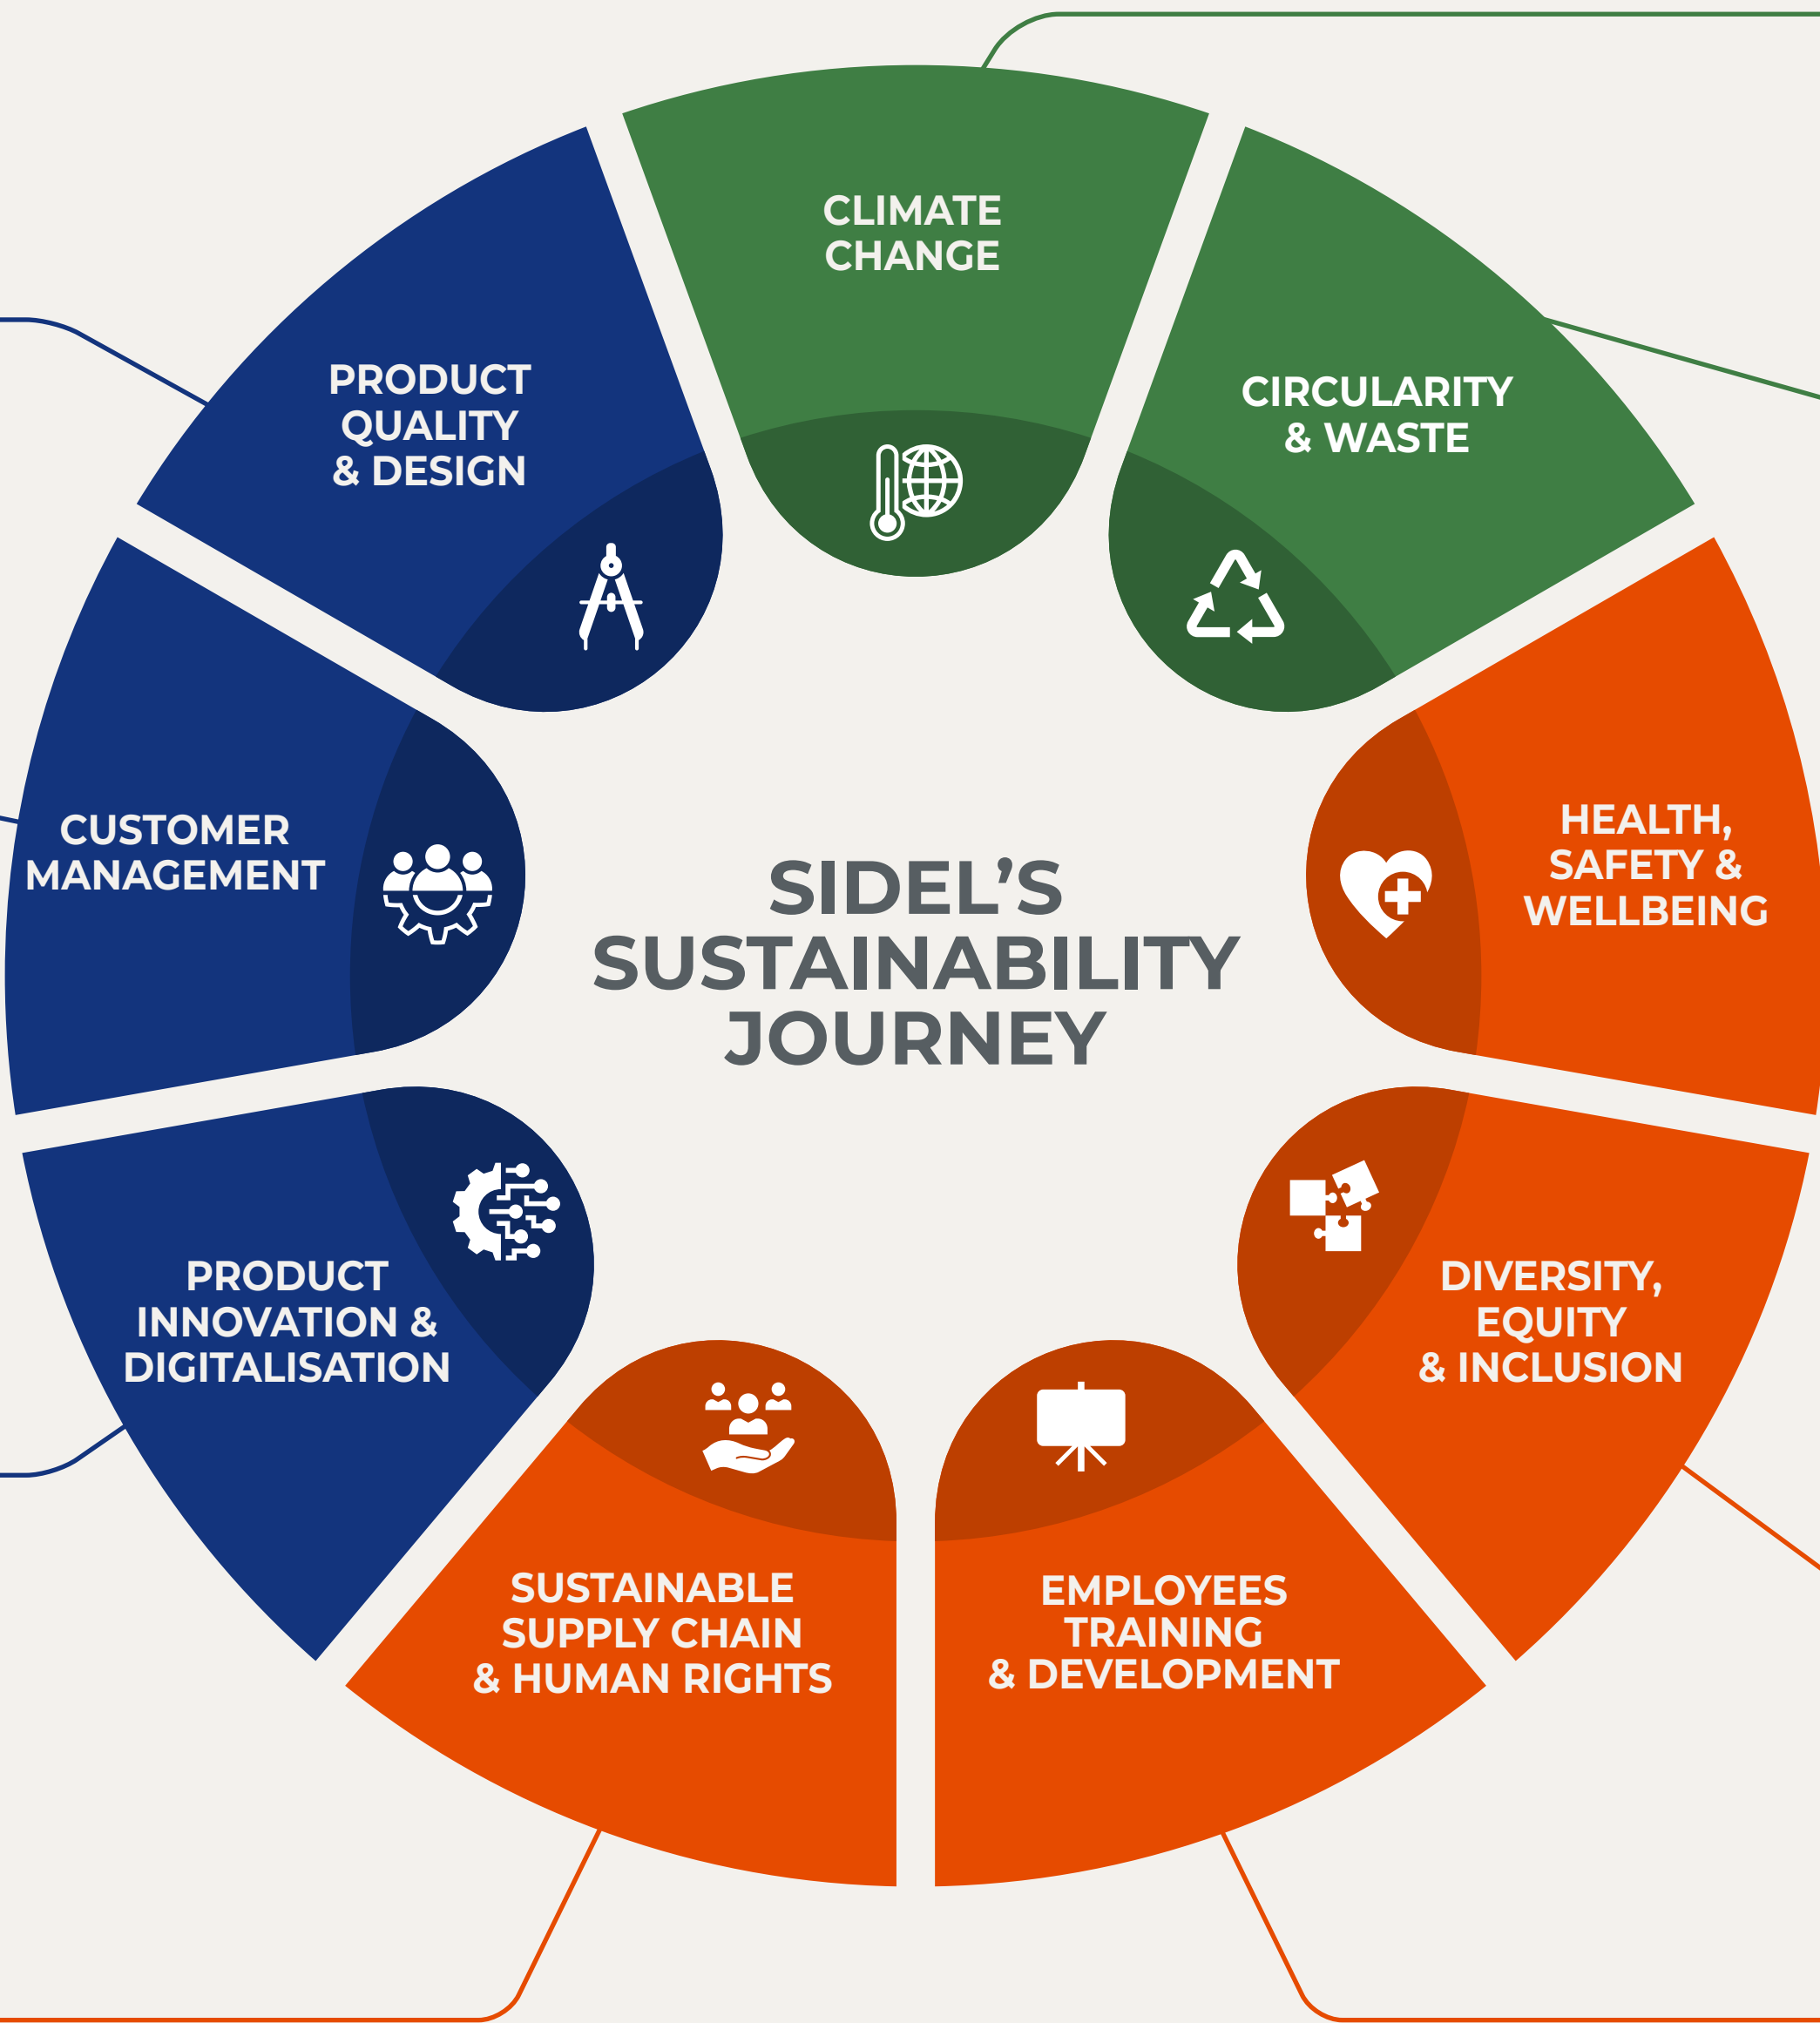 CLIMATE
CHANGE
CIRCULARITY
& WASTE
HEALTH,
SAFETY &
WELLBEING
DIVERSITY,
EQUITY
& INCLUSION
EMPLOYEES
TRAINING
& DEVELOPMENT
SUSTAINABLE
SUPPLY CHAIN
& HUMAN RIGHTS
PRODUCT
INNOVATION &
DIGITALISATION
CUSTOMER
MANAGEMENT
PRODUCT
QUALITY
& DESIGN
SIDEL’S
SUSTAINABILITY
JOURNEY